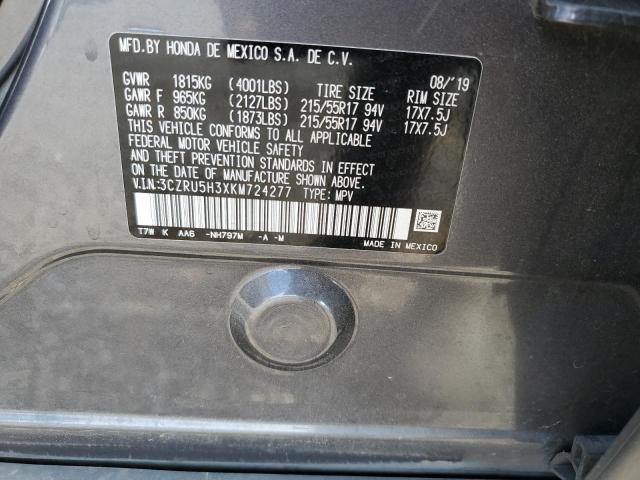 MFD.BY HONDA DE MEXICO S.A. DE C.V.
08/'19
GVWR 1815KG (4001LBS) TIRE SIZE RIM SIZE
GAWR F 965KG (2127LBS) 215/55R17 94V 17X7.5J
GAWR R 850KG (1873LBS) 215/55R17 94V 17X7.5J
THIS VEHICLE CONFORMS TO ALL APPLICABLE
FEDERAL MOTOR VEHICLE SAFETY
AND THEFT PREVENTION STANDARDS IN EFFECT
ON THE DATE OF MANUFACTURE SHOWN ABOVE.
V.I.N:3CZRU5H3XKM724277 TYPE: MPV
T7W K AA6 -NH797M -A -M
MADE IN MEXICO